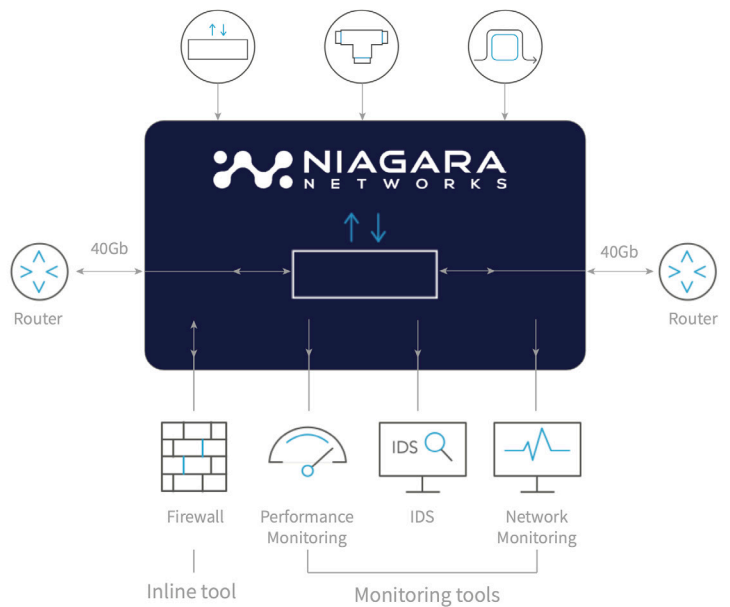 NIAGARA
NETWORKS
40Gb
40Gb
Router
Router
IDS
Firewall
Performance
Monitoring
IDS
Network
Monitoring
Inline tool
Monitoring tools